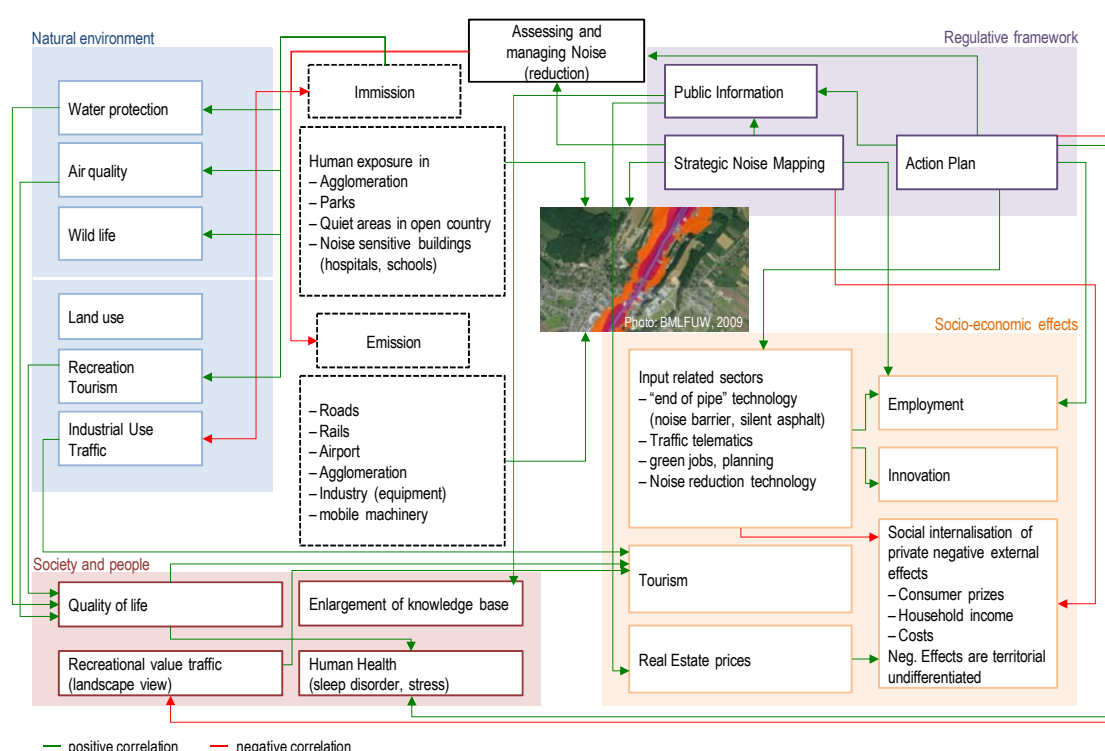 Natural environment
Water protection
Air quality
Wild life
Land use
Recreation
Tourism
Industrial Use
Traffic
Assessing and
managing Noise
(reduction)
Immission
Human exposure in
– Agglomeration
– Parks
– Quiet areas in open country
– Noise sensitive buildings
(hospitals, schools)
Emission
– Roads
– Rails
– Airport
– Agglomeration
– Industry (equipment)
– mobile machinery
Regulative framework
Public Information
Strategic Noise Mapping
Action Plan
Photo: BMLFUW, 2009
Socio-economic effects
Input related sectors
– “end of pipe” technology
(noise barrier, silent asphalt)
– Traffic telematics
– green jobs, planning
– Noise reduction technology
Employment
Innovation
Social internalisation of
private negative external
effects
– Consumer prizes
– Household income
– Costs
Neg. Effects are territorial
undifferentiated
Tourism
Real Estate prices
Society and people
Quality of life
Enlargement of knowledge base
Recreational value traffic
(landscape view)
Human Health
(sleep disorder, stress)
positive correlation
negative correlation